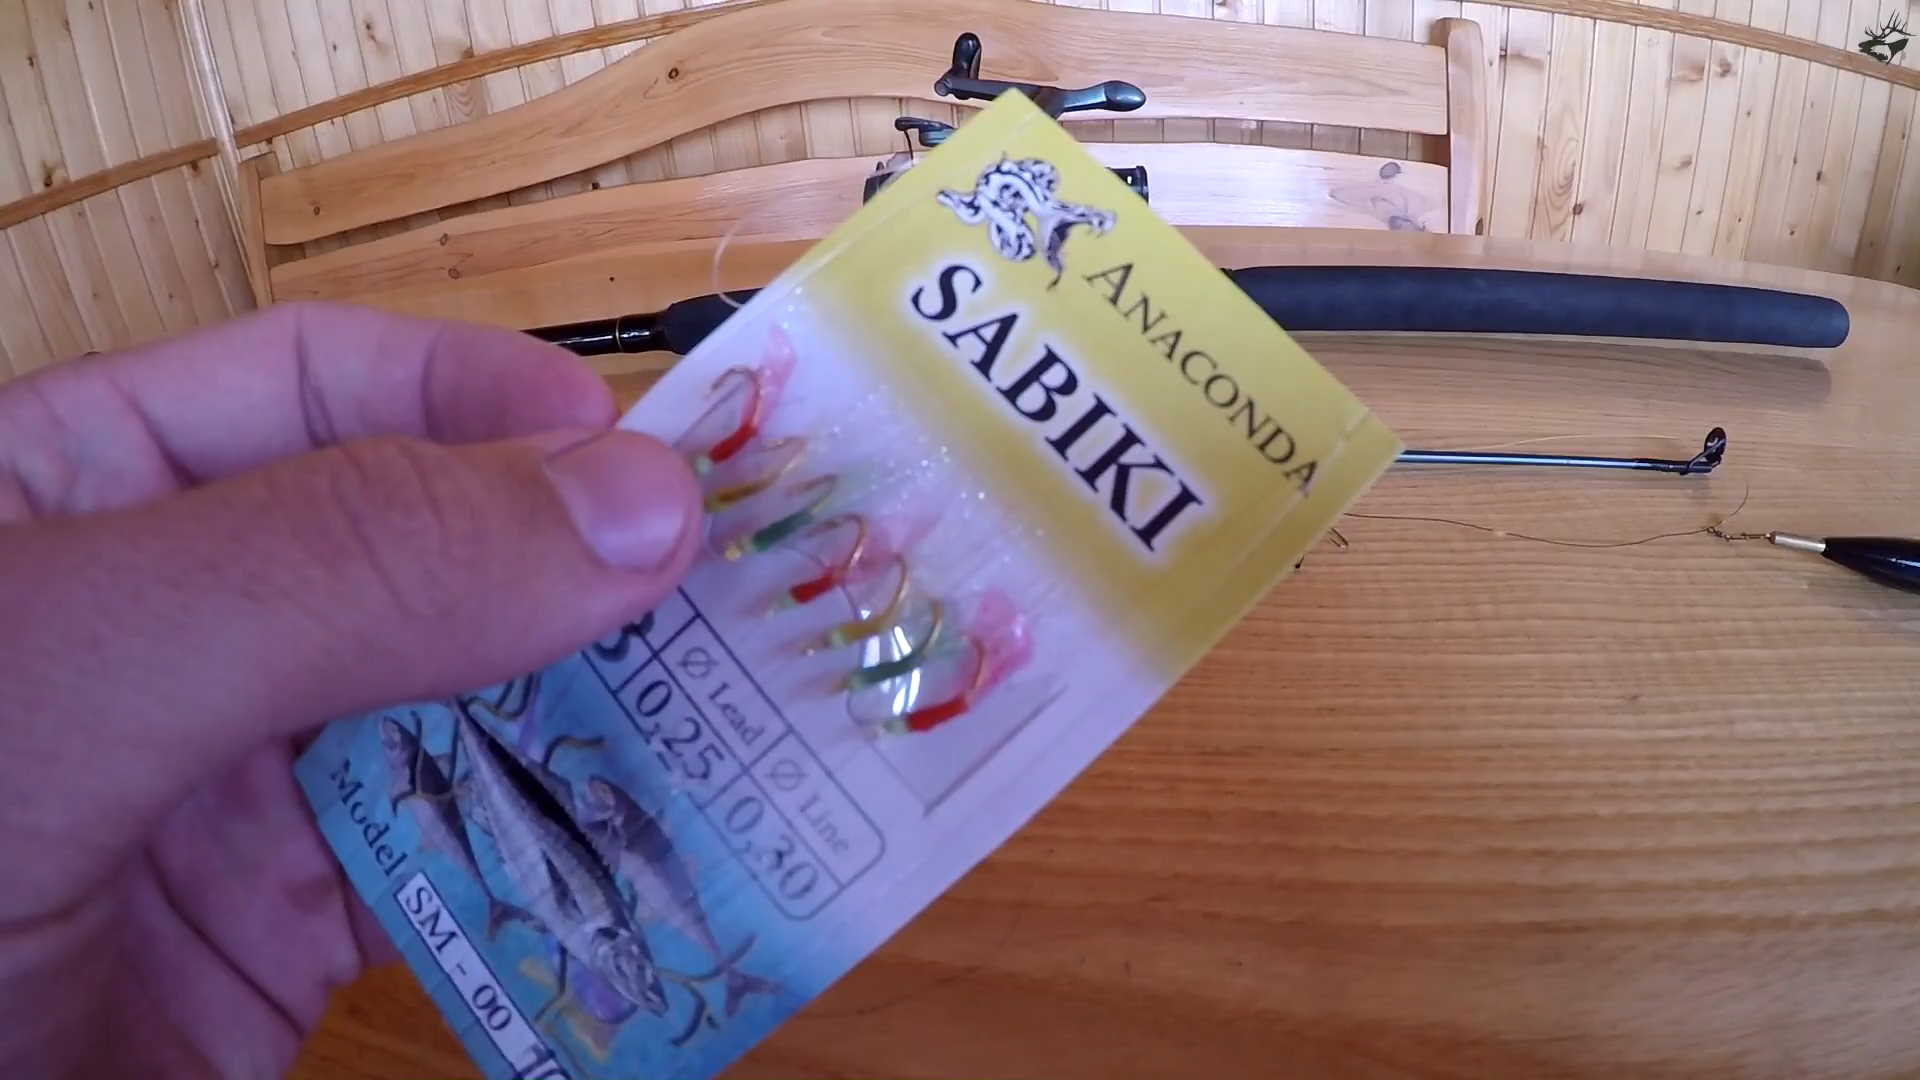 ANACONDA
SABIKI
Ø Lead
Ø Line
0,25
0,30
Model
SM - 00